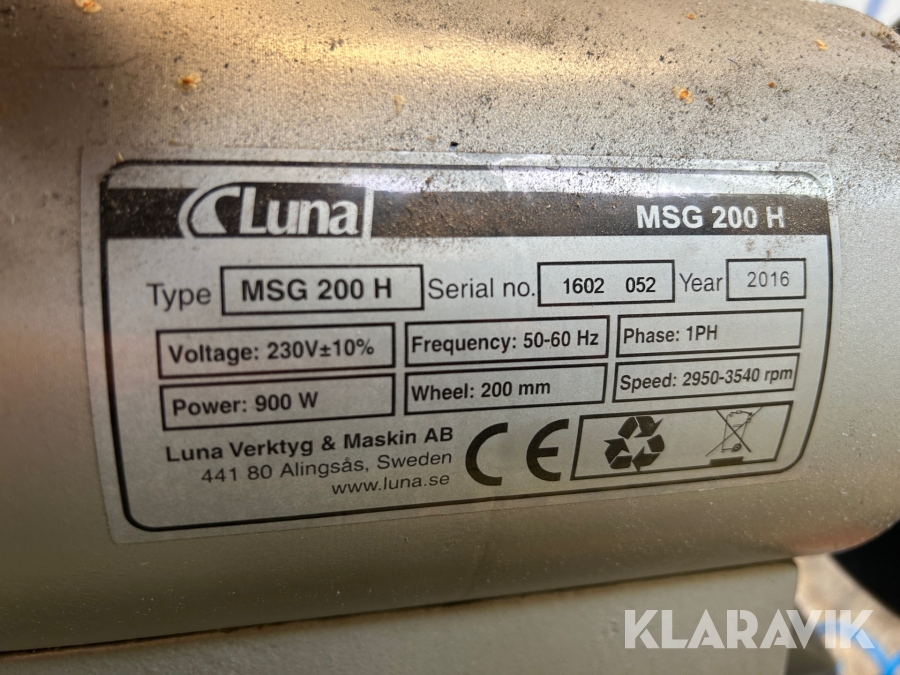 Luna MSG 200 H
Type MSG 200 H Serial no. 1602 052 Year 2016
Voltage: 230V±10% Frequency: 50-60 Hz Phase: 1PH
Power: 900 W Wheel: 200 mm Speed: 2950-3540 rpm
Luna Verktyg & Maskin AB
441 80 Alingsås, Sweden
www.luna.se
CE
KLARAVIK